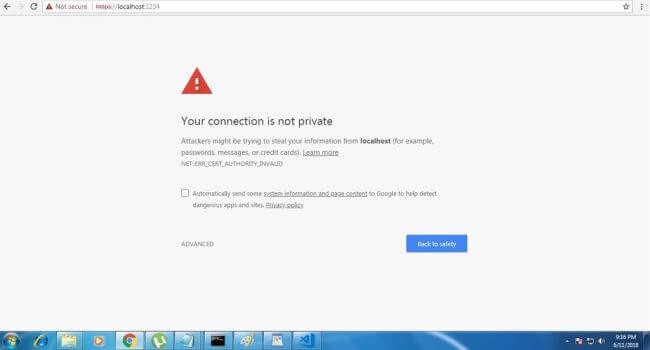 Not secure https://localhost:1234
Your connection is not private
Attackers might be trying to steal your information from localhost (for example,
passwords, messages, or credit cards). Learn more
NET::ERR_CERT_AUTHORITY_INVALID
Automatically send some system information and page content to Google to help detect
dangerous apps and sites. Privacy policy
ADVANCED
Back to safety
9:16 PM
6/11/2018